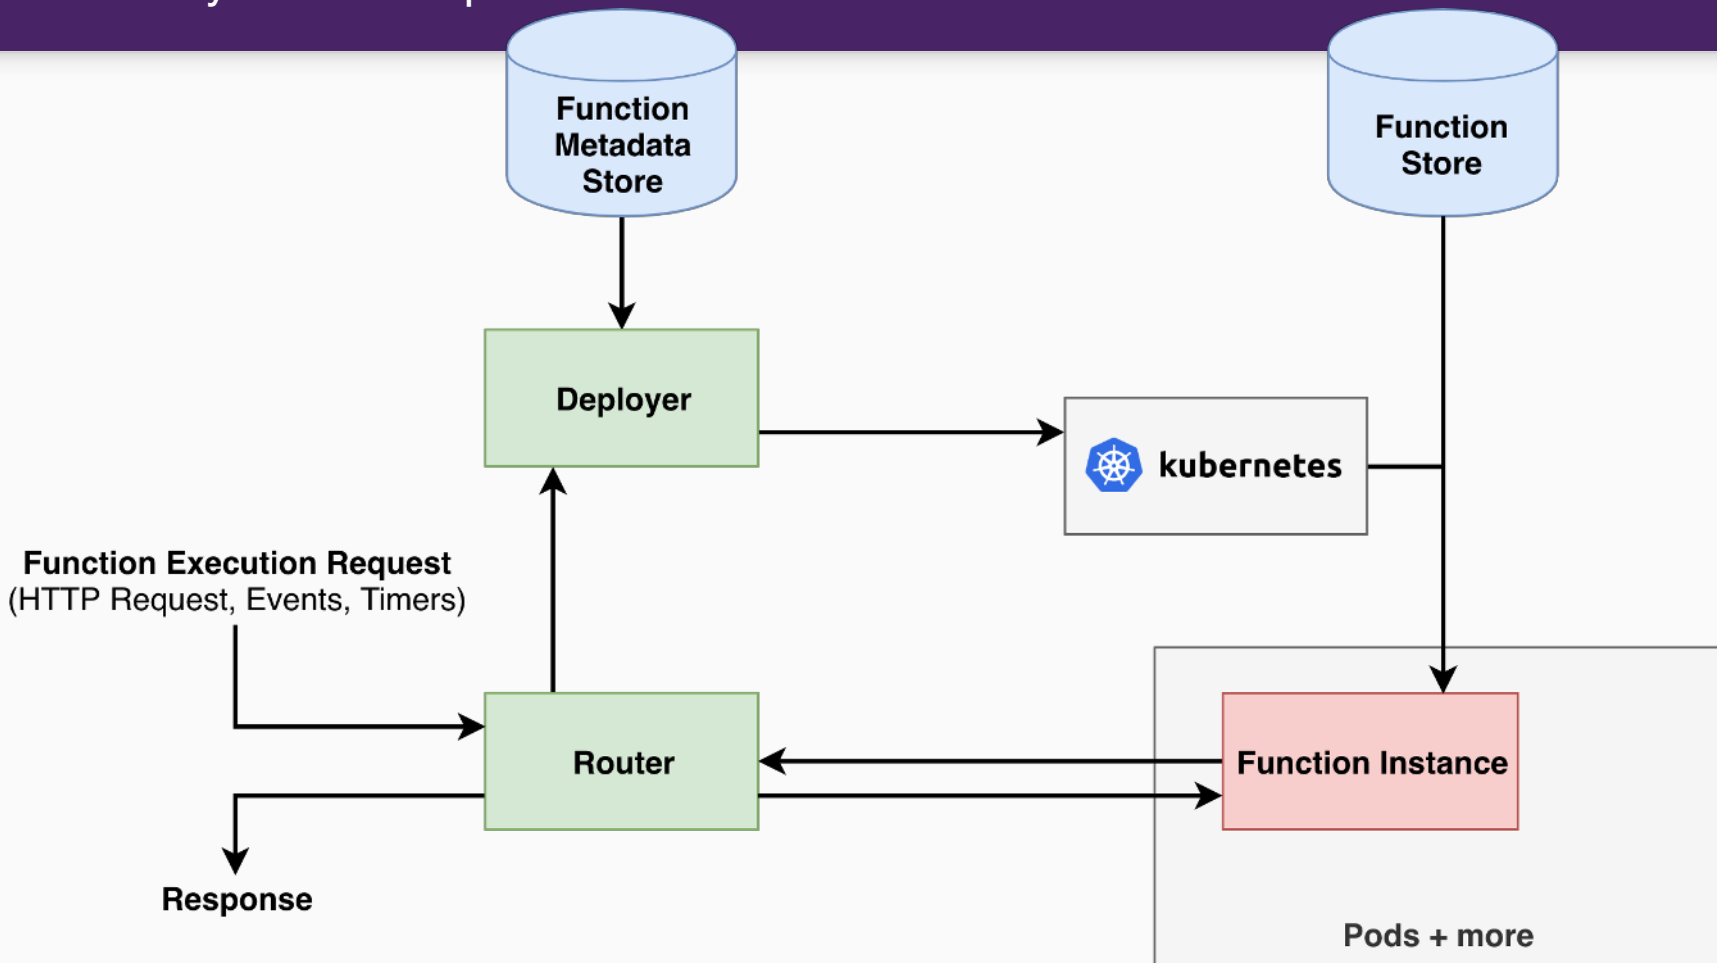 Function
Metadata
Store
Function
Store
Deployer
kubernetes
Function Execution Request
(HTTP Request, Events, Timers)
Router
Function Instance
Response
Pods + more